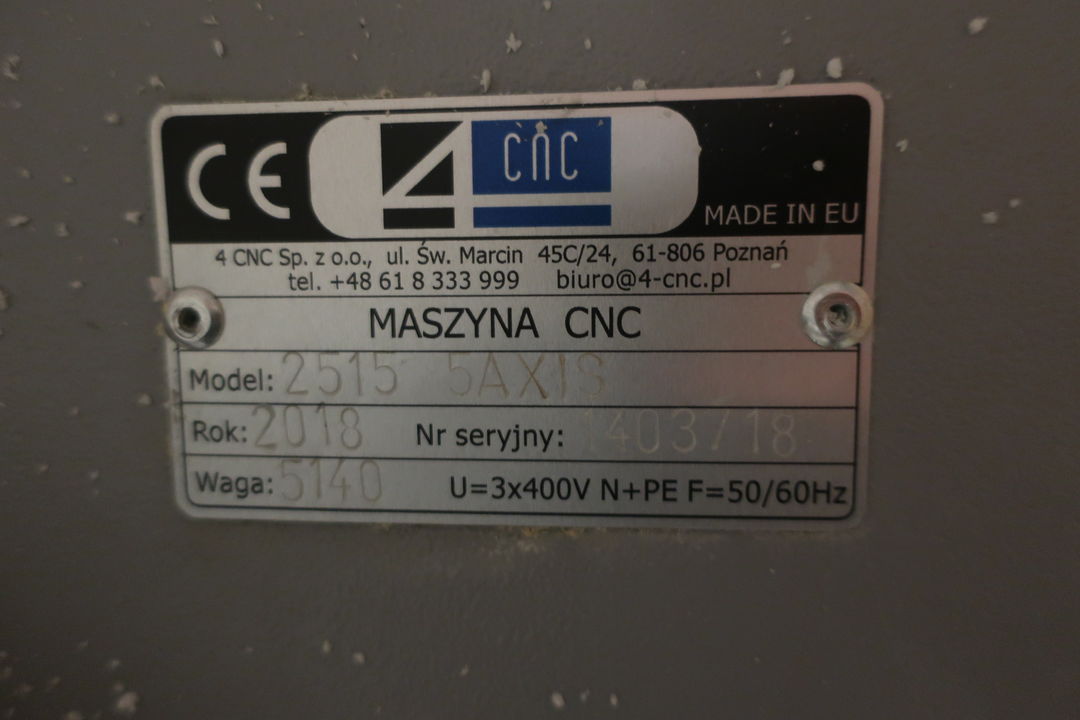 CE 4 CNC
MADE IN EU
4 CNC Sp. z o.o., ul. Św. Marcin 45C/24, 61-806 Poznań
tel. +48 61 8 333 999 biuro@4-cnc.pl
MASZYNA CNC
Model: 2515 5AXIS
Rok: 2018 Nr seryjny: 1403/18
Waga: 5140 U=3x400V N+PE F=50/60Hz